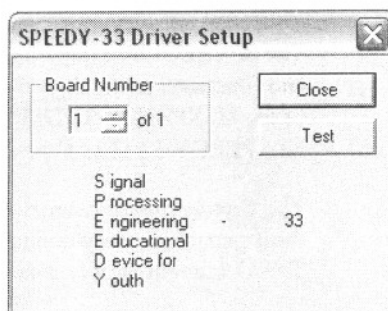 SPEEDY-33 Driver Setup
Board Number
1 of 1
Close
Test
S ignal
P rocessing
E ngineering - 33
E ducational
D evice for
Y outh